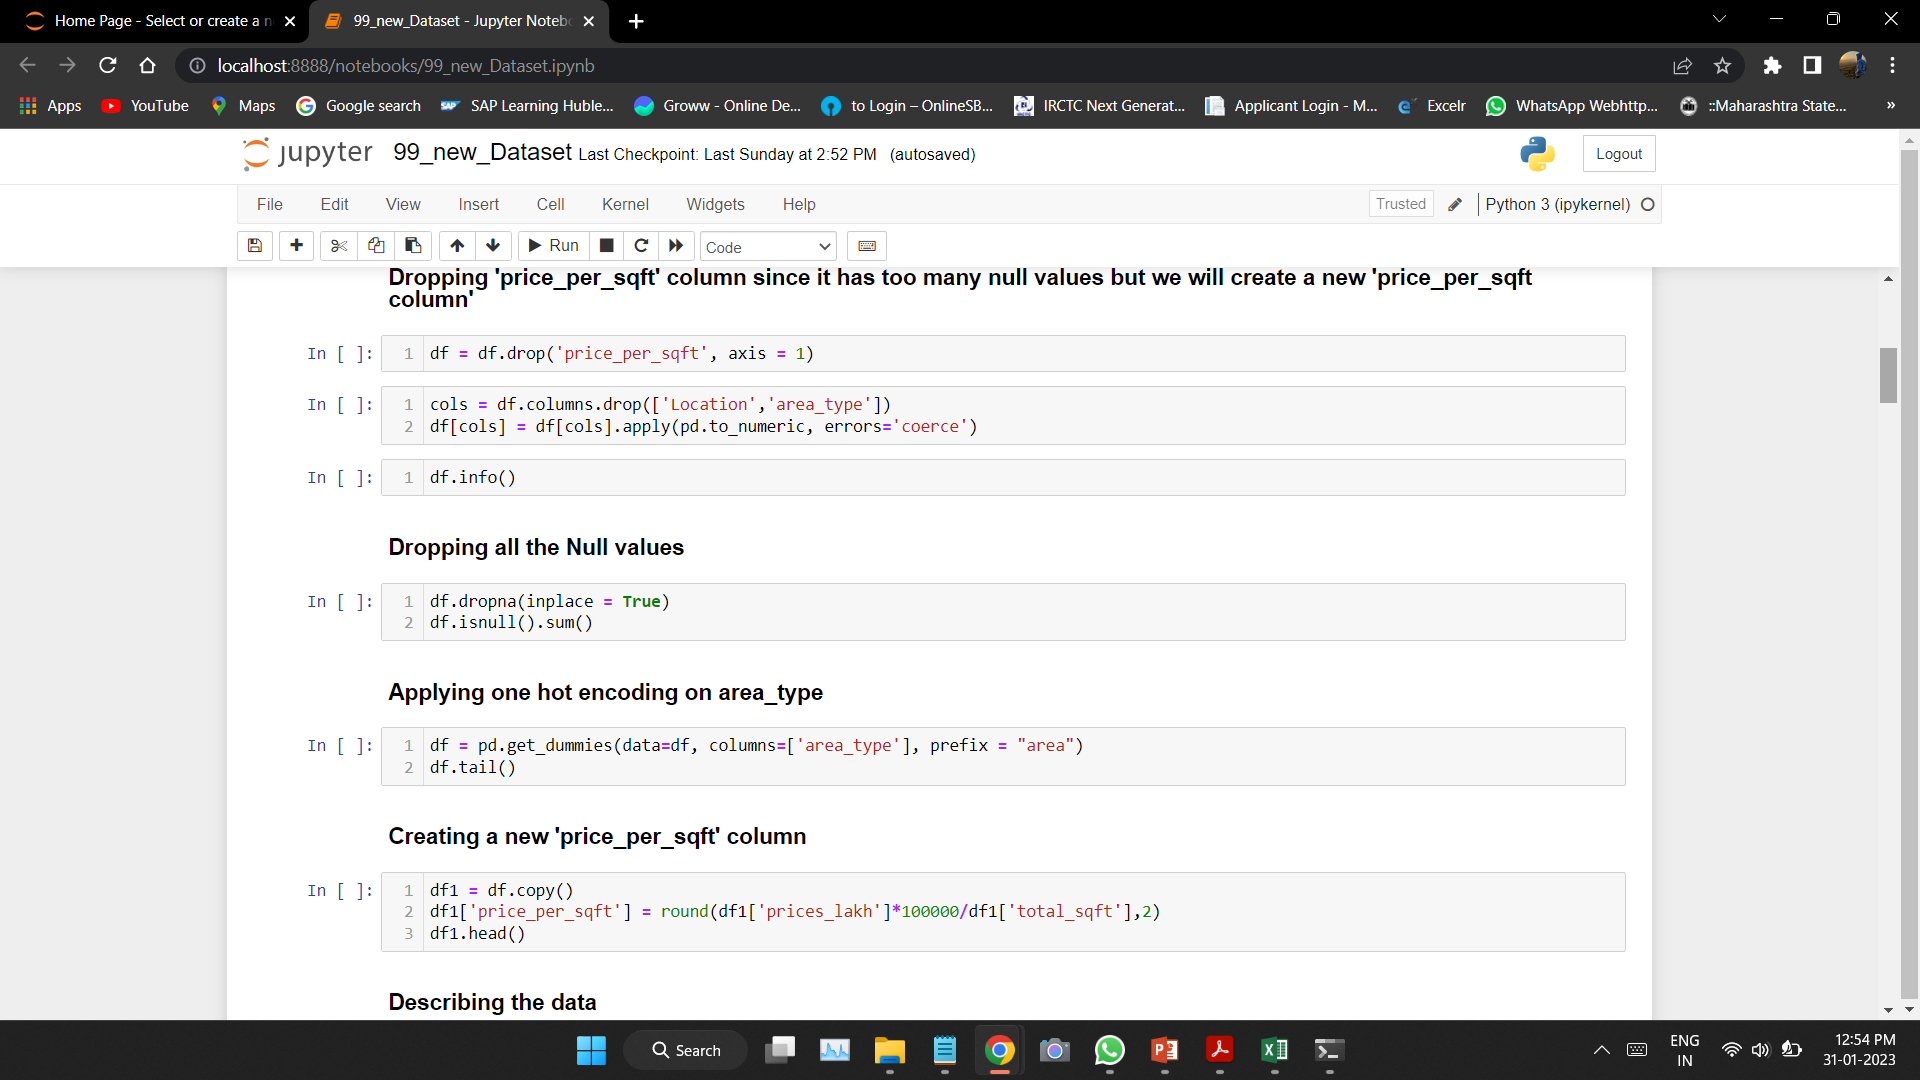 Home Page - Select or create a n
99_new_Dataset - Jupyter Noteb
localhost:8888/notebooks/99_new_Dataset.ipynb
Apps YouTube Maps Google search SAP Learning Huble... Groww - Online De... to Login – OnlineSB... IRCTC Next Generat... Applicant Login - M... Excelr WhatsApp Webhttp... ::Maharashtra State... »
jupyter 99_new_Dataset Last Checkpoint: Last Sunday at 2:52 PM (autosaved) Logout
File Edit View Insert Cell Kernel Widgets Help Trusted Python 3 (ipykernel)
Run Code
Dropping 'price_per_sqft' column since it has too many null values but we will create a new 'price_per_sqft
column'
In [ ]: 1 df = df.drop('price_per_sqft', axis = 1)
In [ ]: 1 cols = df.columns.drop(['Location','area_type'])
2 df[cols] = df[cols].apply(pd.to_numeric, errors='coerce')
In [ ]: 1 df.info()
Dropping all the Null values
In [ ]: 1 df.dropna(inplace = True)
2 df.isnull().sum()
Applying one hot encoding on area_type
In [ ]: 1 df = pd.get_dummies(data=df, columns=['area_type'], prefix = "area")
2 df.tail()
Creating a new 'price_per_sqft' column
In [ ]: 1 df1 = df.copy()
2 df1['price_per_sqft'] = round(df1['prices_lakh']*100000/df1['total_sqft'],2)
3 df1.head()
Describing the data
Search
ENG
IN
12:54 PM
31-01-2023